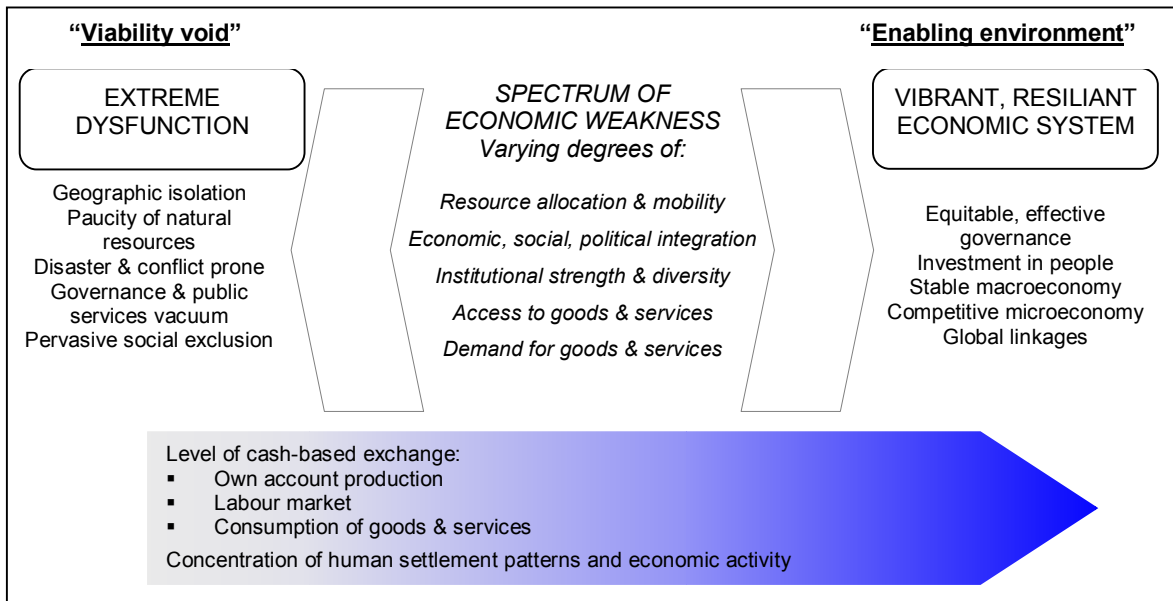 “Viability void”
EXTREME
DYSFUNCTION
Geographic isolation
Paucity of natural
resources
Disaster & conflict prone
Governance & public
services vacuum
Pervasive social exclusion
SPECTRUM OF
ECONOMIC WEAKNESS
Varying degrees of:
Resource allocation & mobility
Economic, social, political integration
Institutional strength & diversity
Access to goods & services
Demand for goods & services
“Enabling environment”
VIBRANT, RESILIANT
ECONOMIC SYSTEM
Equitable, effective
governance
Investment in people
Stable macroeconomy
Competitive microeconomy
Global linkages
Level of cash-based exchange:
▪ Own account production
▪ Labour market
▪ Consumption of goods & services
Concentration of human settlement patterns and economic activity